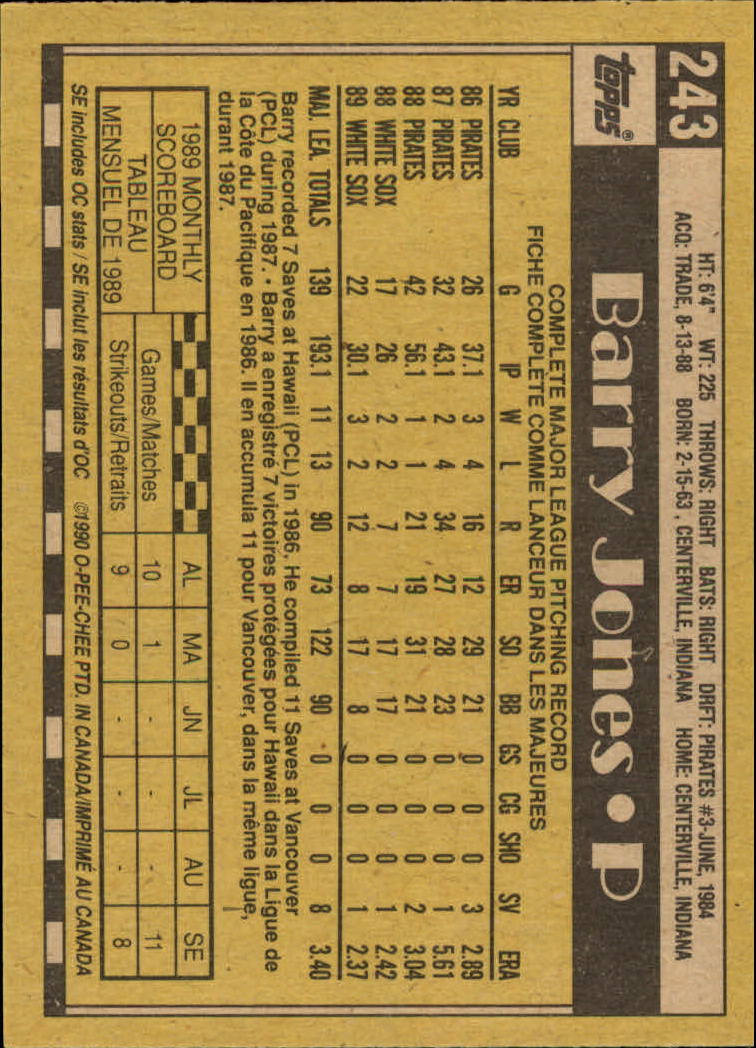 243
HT: 6'4" WT: 225 THROWS: RIGHT BATS: RIGHT DRFT: PIRATES #3-JUNE, 1984
ACQ: TRADE, 8-13-88 BORN: 2-15-63, CENTERVILLE, INDIANA HOME: CENTERVILLE, INDIANA
topps®
Barry Jones • P
COMPLETE MAJOR LEAGUE PITCHING RECORD
FICHE COMPLÈTE COMME LANCEUR DANS LES MAJEURES
YR CLUB G IP W L R ER SO BB GS CG SHO SV ERA
86 PIRATES 26 37.1 3 4 16 12 29 21 0 0 0 3 2.89
87 PIRATES 32 43.1 2 4 34 27 28 23 0 0 0 1 5.61
88 PIRATES 42 56.1 1 1 21 19 31 21 0 0 0 2 3.04
88 WHITE SOX 17 26 2 2 7 7 17 17 0 0 0 1 2.42
89 WHITE SOX 22 30.1 3 2 12 8 17 8 0 0 0 1 2.37
MAJ. LEA. TOTALS 139 193.1 11 13 90 73 122 90 0 0 0 8 3.40
Barry recorded 7 Saves at Hawaii (PCL) in 1986. He compiled 11 Saves at Vancouver
(PCL) during 1987. • Barry a enregistré 7 victoires protégées pour Hawaii dans la Ligue de
la Côte du Pacifique en 1986. Il en accumula 11 pour Vancouver, dans la même ligue,
durant 1987.
1989 MONTHLY
SCOREBOARD
TABLEAU
MENSUEL DE 1989
AL MA JN JL AU SE
Games/Matches 10 1 - - - 11
Strikeouts/Retraits 9 0 - - - 8
SE includes OC stats / SE inclut les résultats d'OC ©1990 O-PEE-CHEE PTD. IN CANADA/IMPRIMÉ AU CANADA